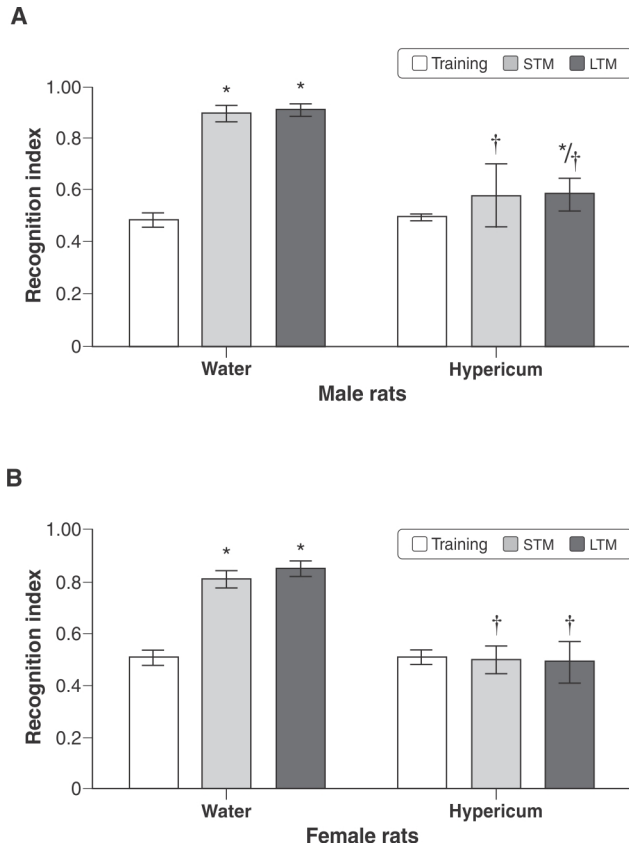 A
Training STM LTM
1.00
0.8
0.6
0.4
0.2
0
Recognition index
* * † */†
Water Hypericum
Male rats
B
Training STM LTM
1.00
0.8
0.6
0.4
0.2
0
Recognition index
* * † †
Water Hypericum
Female rats